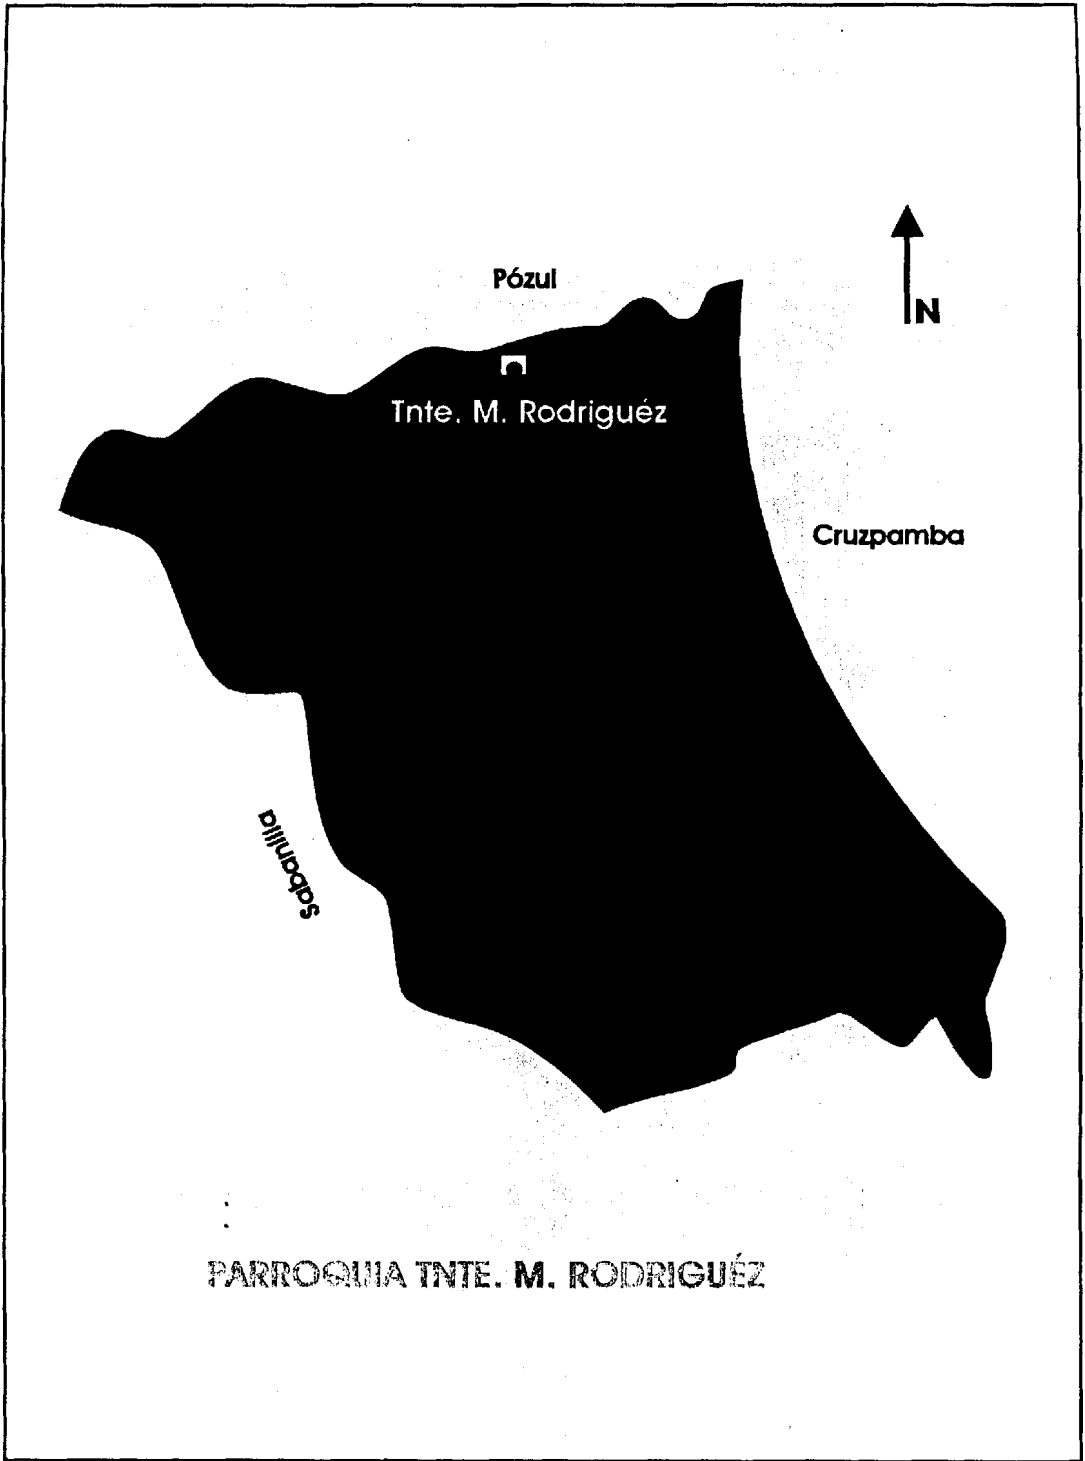 Pózul
N
Tnte. M. Rodriguéz
Cruzpamba
Sabanilla
PARROQUIA TNTE. M. RODRIGUÉZ